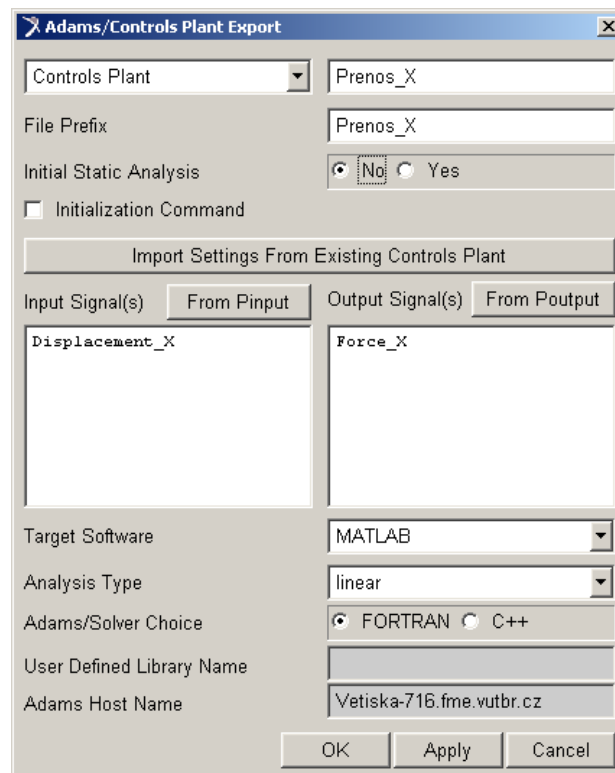 Adams/Controls Plant Export
Controls Plant Prenos_X
File Prefix Prenos_X
Initial Static Analysis No Yes
Initialization Command
Import Settings From Existing Controls Plant
Input Signal(s) From Pinput Output Signal(s) From Poutput
Displacement_X Force_X
Target Software MATLAB
Analysis Type linear
Adams/Solver Choice FORTRAN C++
User Defined Library Name
Adams Host Name Vetiska-716.fme.vutbr.cz
OK Apply Cancel